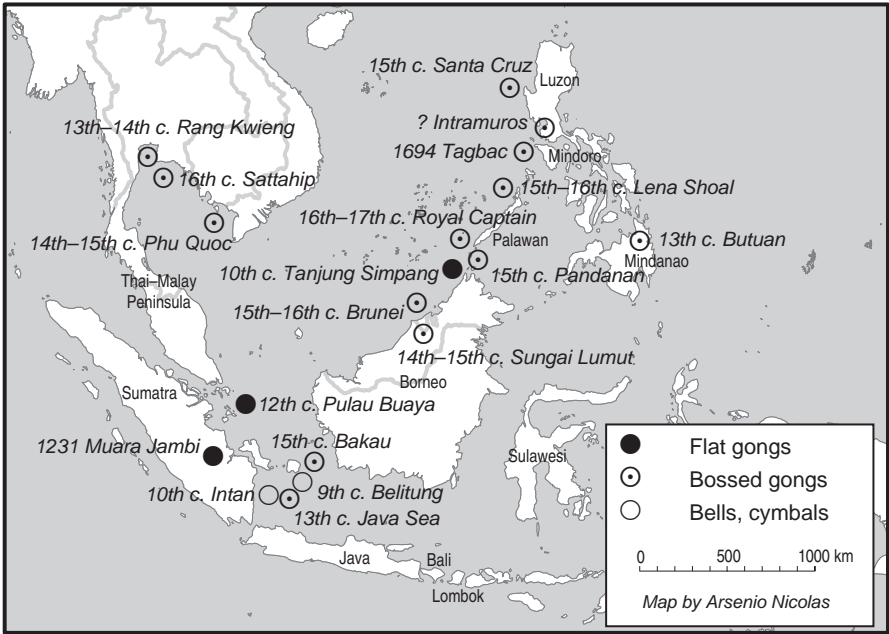 15th c. Santa Cruz
Luzon
13th–14th c. Rang Kwieng
? Intramuros
1694 Tagbac
Mindoro
16th c. Sattahip
15th–16th c. Lena Shoal
16th–17th c. Royal Captain
14th–15th c. Phu Quoc
Palawan
13th c. Butuan
Mindanao
10th c. Tanjung Simpang
15th c. Pandanan
Thai–Malay
Peninsula
15th–16th c. Brunei
14th–15th c. Sungai Lumut
Borneo
Sumatra
12th c. Pulau Buaya
1231 Muara Jambi
15th c. Bakau
Sulawesi
10th c. Intan
9th c. Belitung
13th c. Java Sea
Java
Bali
Lombok
Flat gongs
Bossed gongs
Bells, cymbals
0 500 1000 km
Map by Arsenio Nicolas